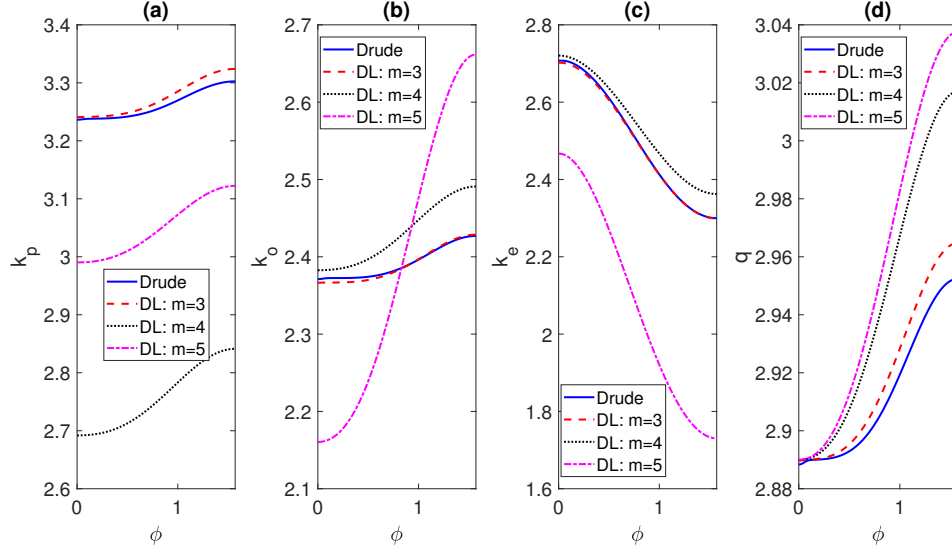 (a)
3.4
3.3
3.2
3.1
3
2.9
2.8
2.7
2.6
k_p
0
1
ϕ
Drude
DL: m=3
DL: m=4
DL: m=5
(b)
2.7
2.6
2.5
2.4
2.3
2.2
2.1
k_o
0
1
ϕ
Drude
DL: m=3
DL: m=4
DL: m=5
(c)
2.8
2.6
2.4
2.2
2
1.8
1.6
k_e
0
1
ϕ
Drude
DL: m=3
DL: m=4
DL: m=5
(d)
3.04
3.02
3
2.98
2.96
2.94
2.92
2.9
2.88
q
0
1
ϕ
Drude
DL: m=3
DL: m=4
DL: m=5